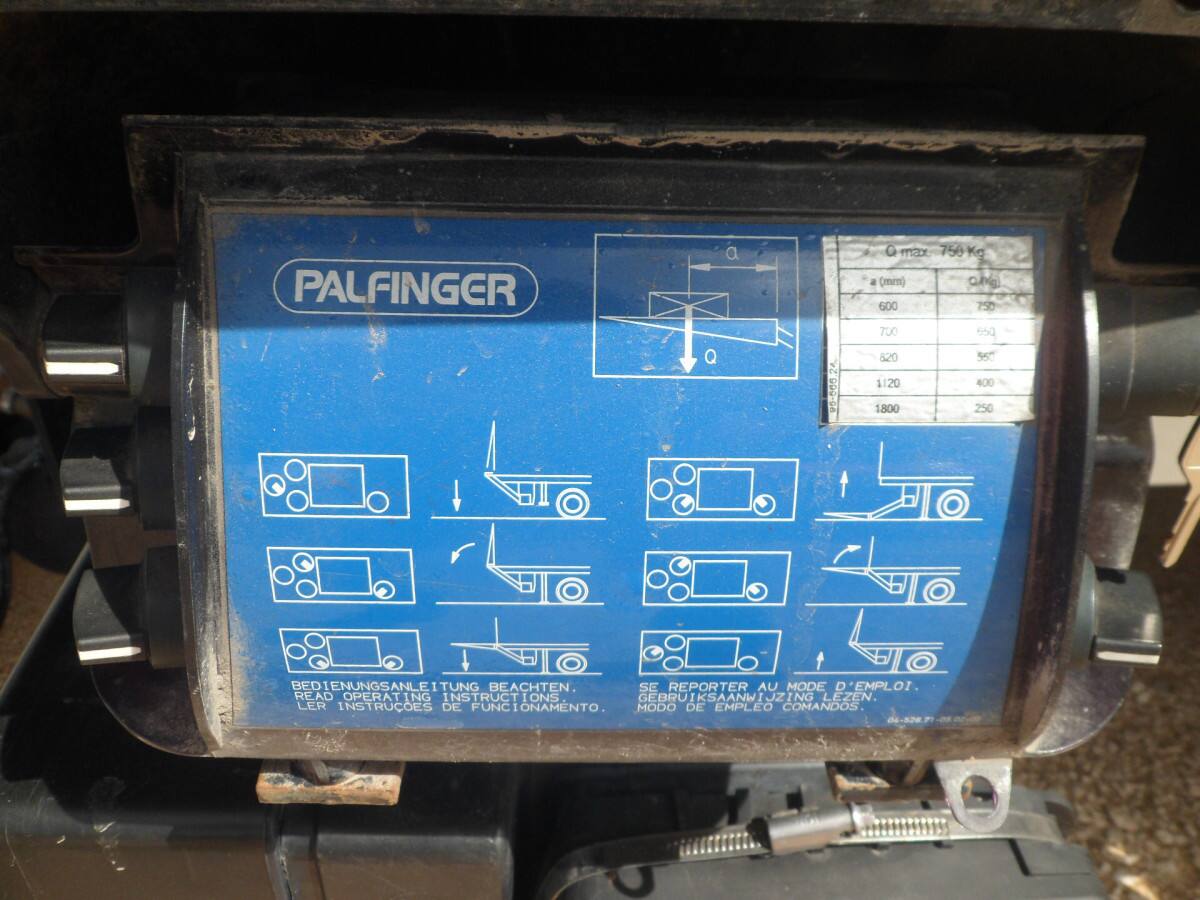 PALFINGER
a
Q
Q max. 750 Kg
a (mm) Q (Kg)
600 750
700 650
820 550
1120 400
1800 250
BEDIENUNGSANLEITUNG BEACHTEN.
READ OPERATING INSTRUCTIONS.
LER INSTRUÇOES DE FUNCIONAMENTO.
SE REPORTER AU MODE D'EMPLOI.
GEBRUIKSAANWIJZING LEZEN.
MODO DE EMPLEO COMANDOS.